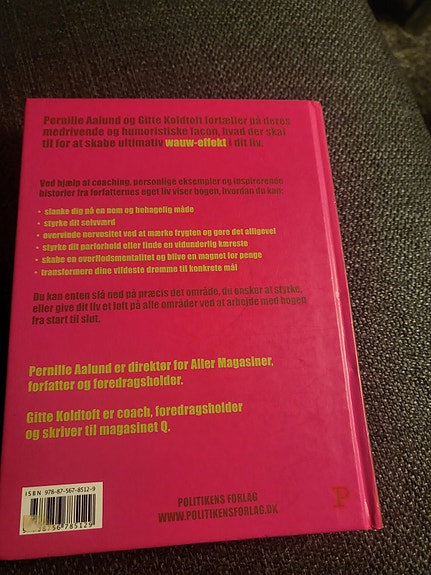 Pernille Aalund og Gitte Koldtoft fortæller på deres
medrivende og humoristiske facon, hvad der skal
til for at skabe ultimativ wauw-effekt i dit liv.
Ved hjælp af coaching, personlige eksempler og inspirerende
historier fra forfatternes eget liv viser bogen, hvordan du kan:
• slanke dig på en nem og behagelig måde
• styrke dit selvværd
• overvinde nervøsitet ved at mærke frygten og gøre det alligevel
• styrke dit parforhold eller finde en vidunderlig kæreste
• skabe en overflodsmentalitet og blive en magnet for penge
• transformere dine vildeste drømme til konkrete mål
Du kan enten slå ned på præcis det område, du ønsker at styrke,
eller give dit liv et løft på alle områder ved at arbejde med bogen
fra start til slut.
Pernille Aalund er direktør for Aller Magasiner,
forfatter og foredragsholder.
Gitte Koldtoft er coach, foredragsholder
og skriver til magasinet Q.
ISBN 978-87-567-8512-9
POLITIKENS FORLAG
WWW.POLITIKENSFORLAG.DK
P